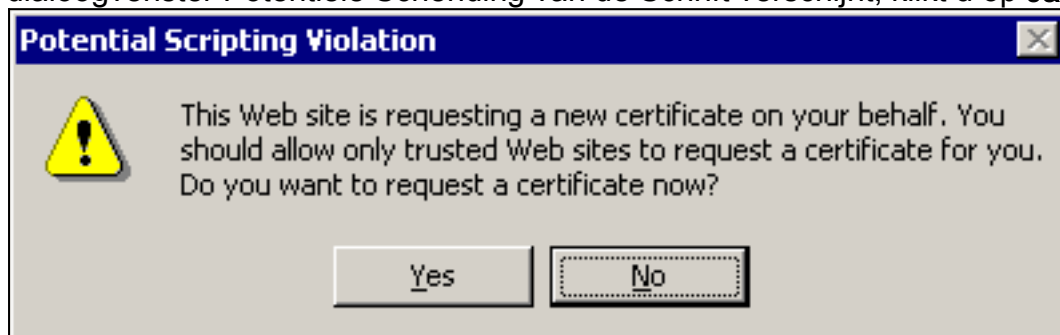 dialoogvenster Potentiële Schending van de Schrift verschijnt, klikt u op Ja
Potential Scripting Violation
This Web site is requesting a new certificate on your behalf. You
should allow only trusted Web sites to request a certificate for you.
Do you want to request a certificate now?
Yes
No